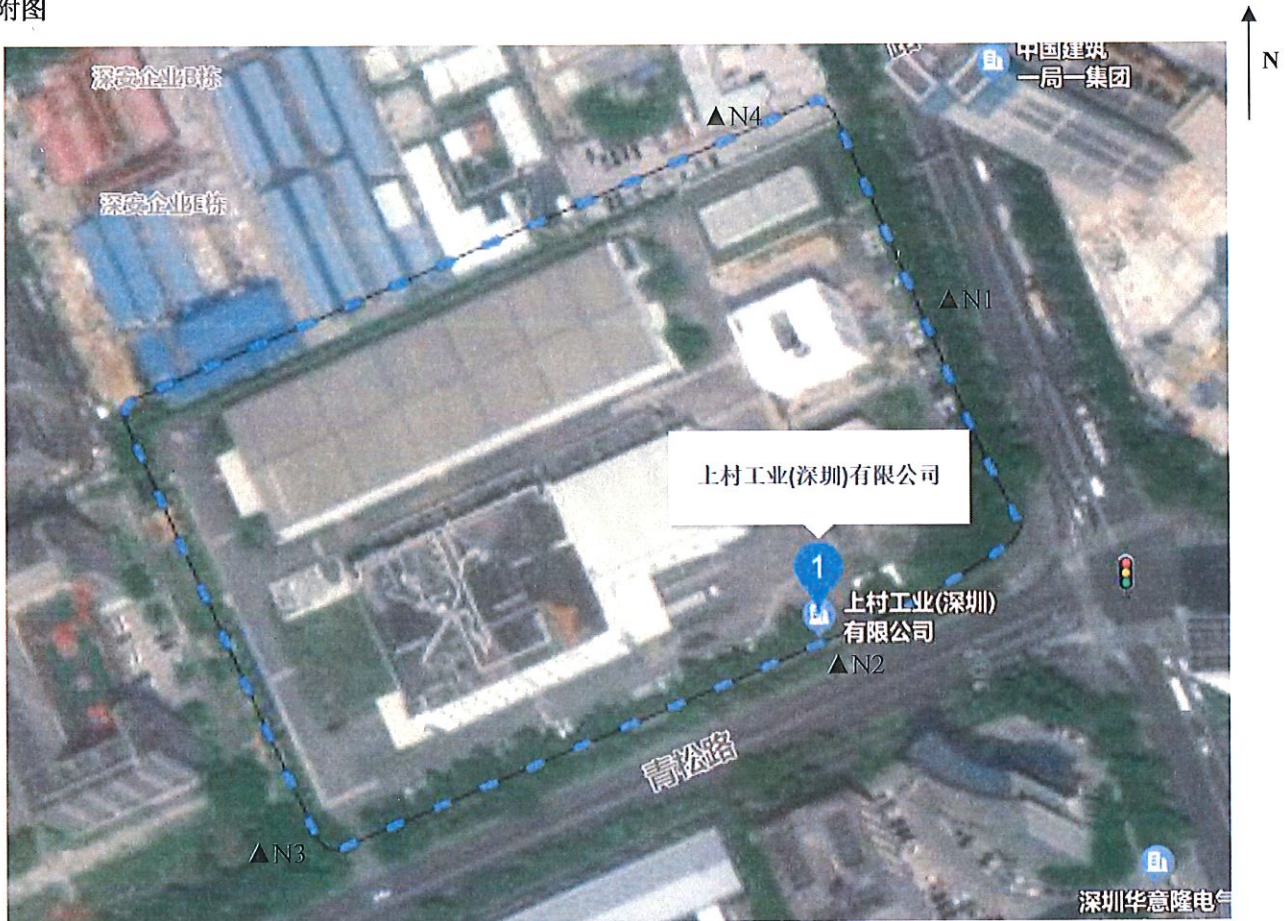 附图
N
中国建筑
一局一集团
深安企业B栋
▲N4
深安企业E栋
▲N1
上村工业(深圳)有限公司
1
上村工业(深圳)
有限公司
▲N2
青松路
▲N3
深圳华意隆电气